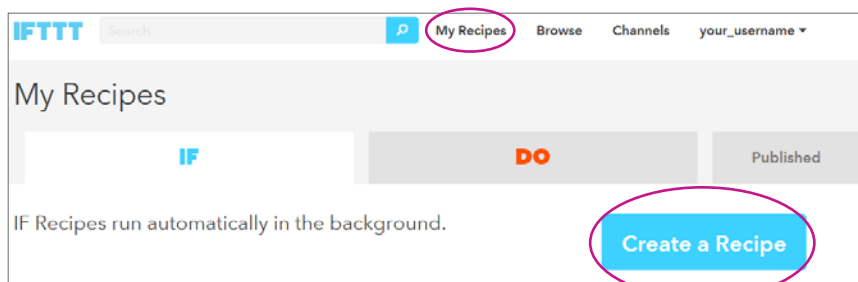 IFTTT Search My Recipes Browse Channels your_username
My Recipes
IF DO Published
IF Recipes run automatically in the background.
Create a Recipe